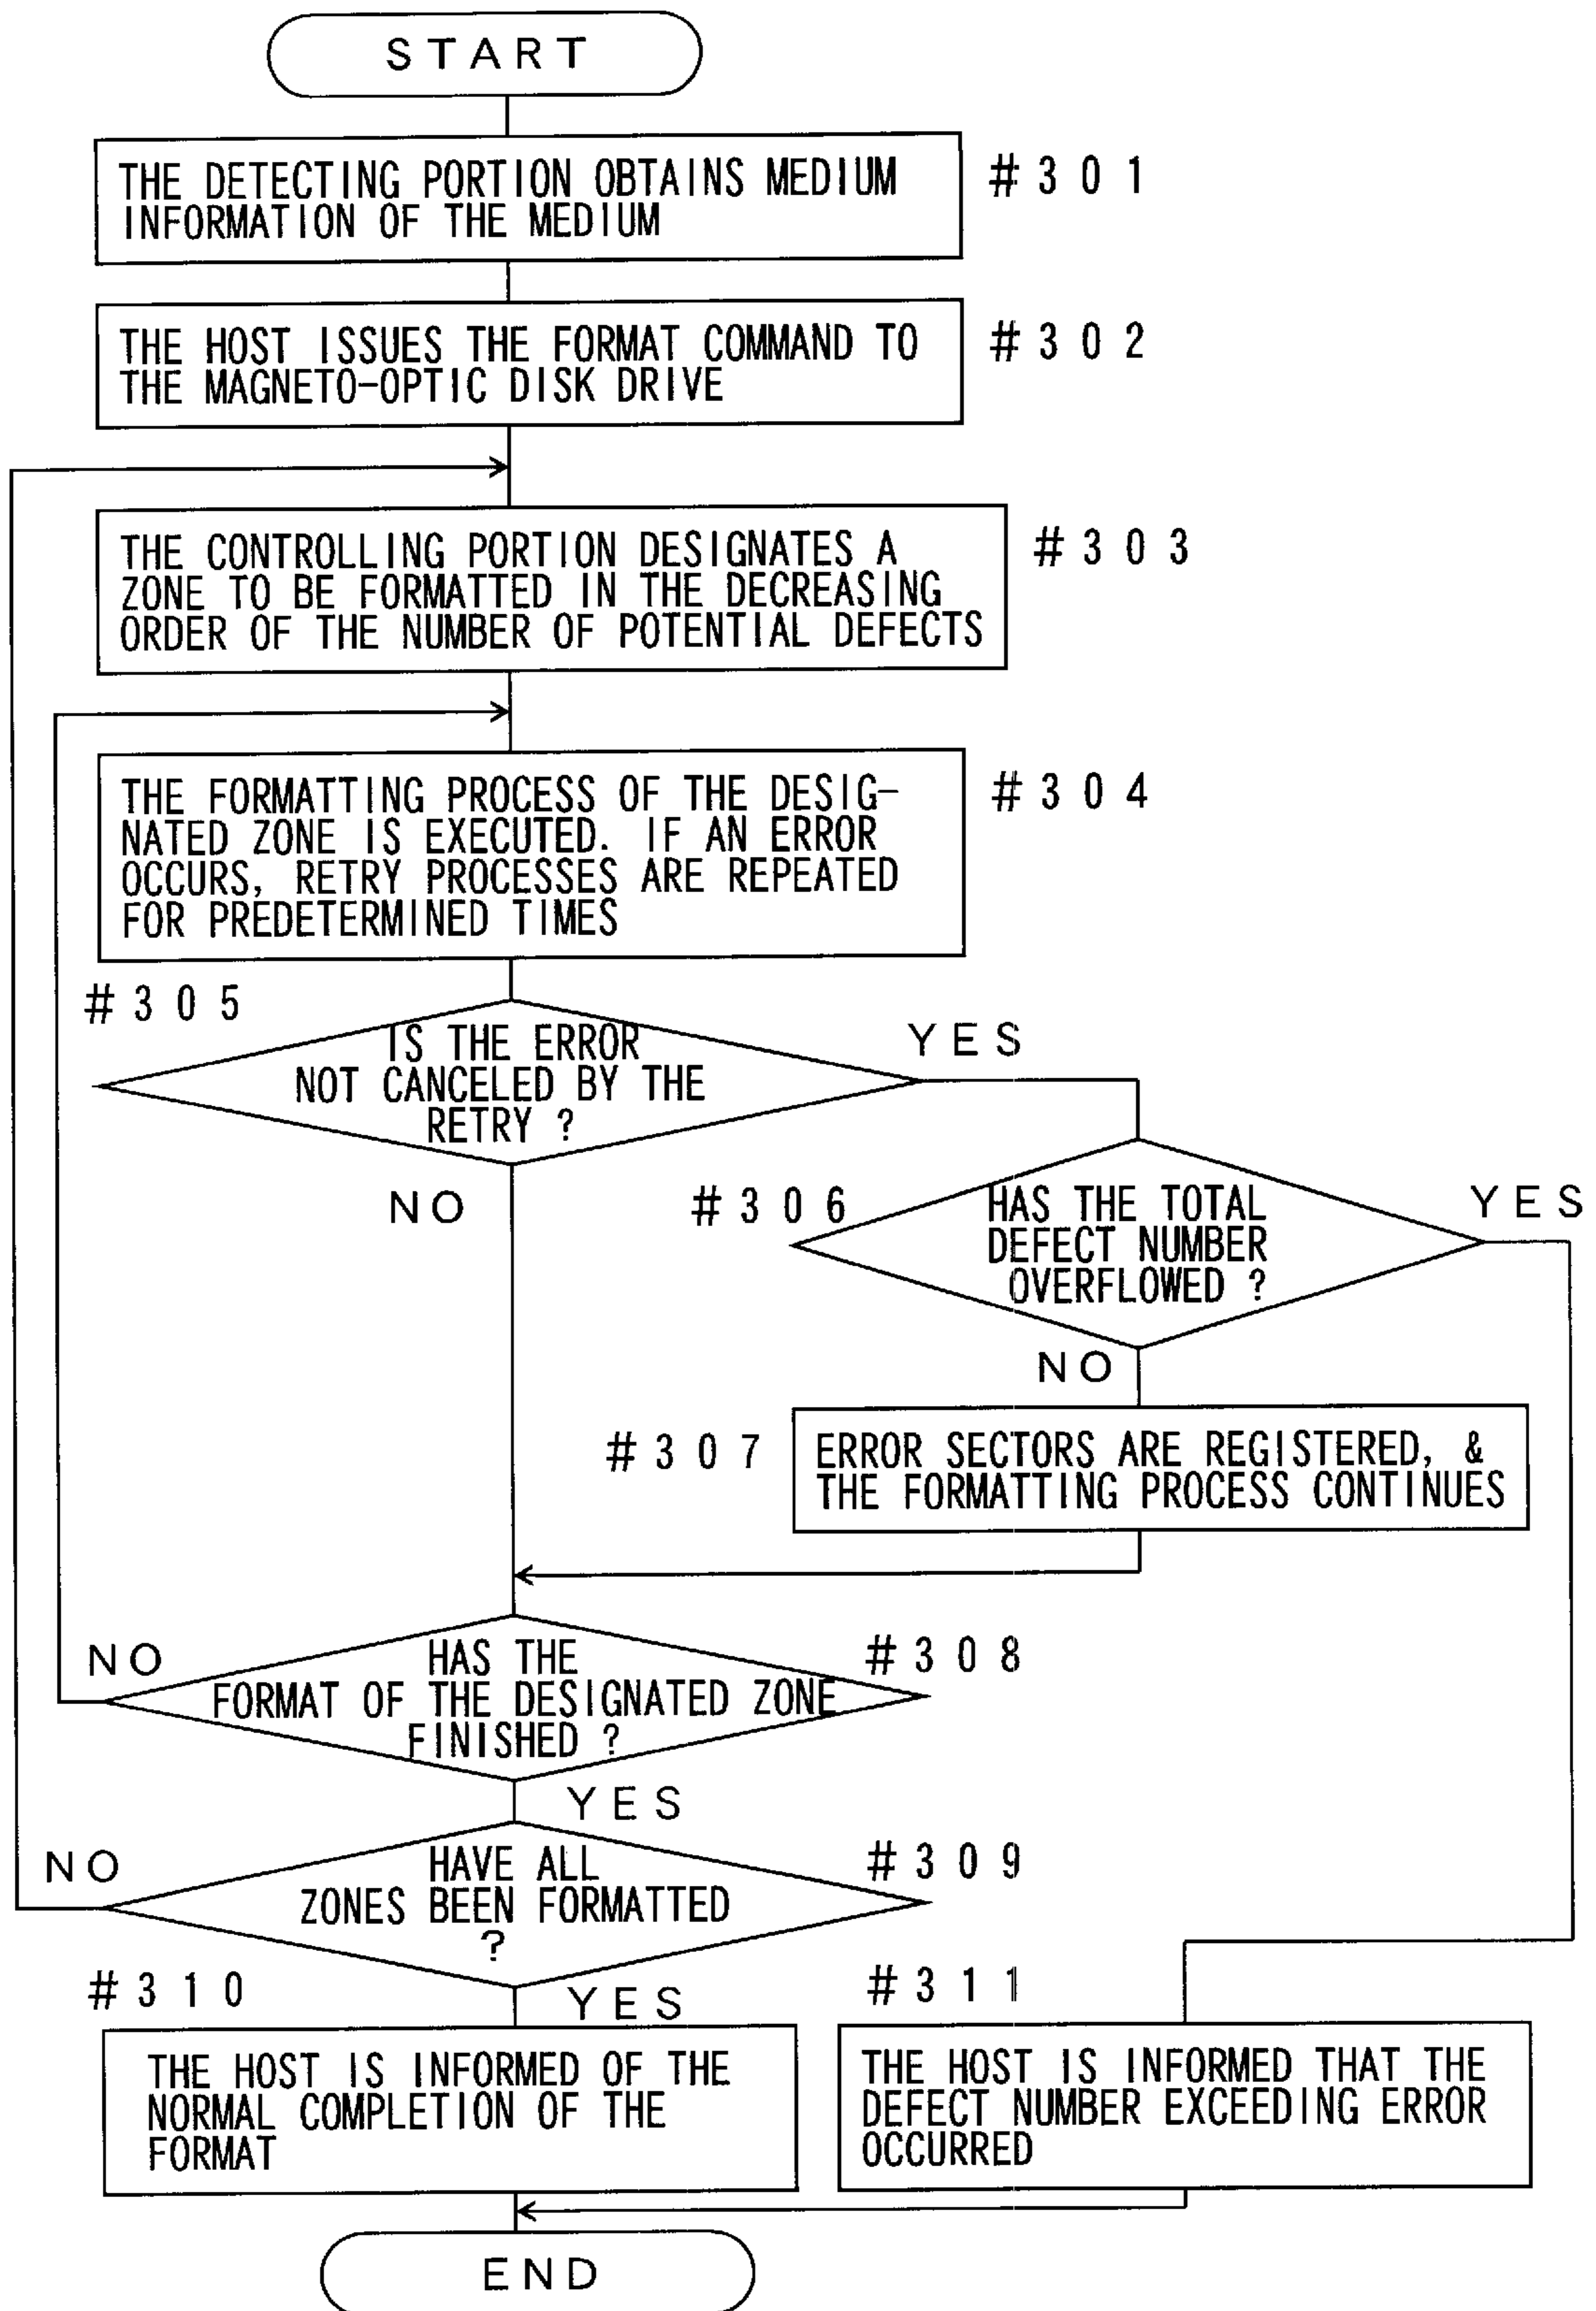 START
THE DETECTING PORTION OBTAINS MEDIUM
INFORMATION OF THE MEDIUM
#301
THE HOST ISSUES THE FORMAT COMMAND TO
THE MAGNETO-OPTIC DISK DRIVE
#302
THE CONTROLLING PORTION DESIGNATES A
ZONE TO BE FORMATTED IN THE DECREASING
ORDER OF THE NUMBER OF POTENTIAL DEFECTS
#303
THE FORMATTING PROCESS OF THE DESIG-
NATED ZONE IS EXECUTED. IF AN ERROR
OCCURS, RETRY PROCESSES ARE REPEATED
FOR PREDETERMINED TIMES
#304
#305
IS THE ERROR
NOT CANCELED BY THE
RETRY ?
YES
NO
#306
HAS THE TOTAL
DEFECT NUMBER
OVERFLOWED ?
YES
NO
#307
ERROR SECTORS ARE REGISTERED, &
THE FORMATTING PROCESS CONTINUES
NO
HAS THE
FORMAT OF THE DESIGNATED ZONE
FINISHED ?
#308
YES
NO
HAVE ALL
ZONES BEEN FORMATTED
?
#309
YES
#310
THE HOST IS INFORMED OF THE
NORMAL COMPLETION OF THE
FORMAT
#311
THE HOST IS INFORMED THAT THE
DEFECT NUMBER EXCEEDING ERROR
OCCURRED
END